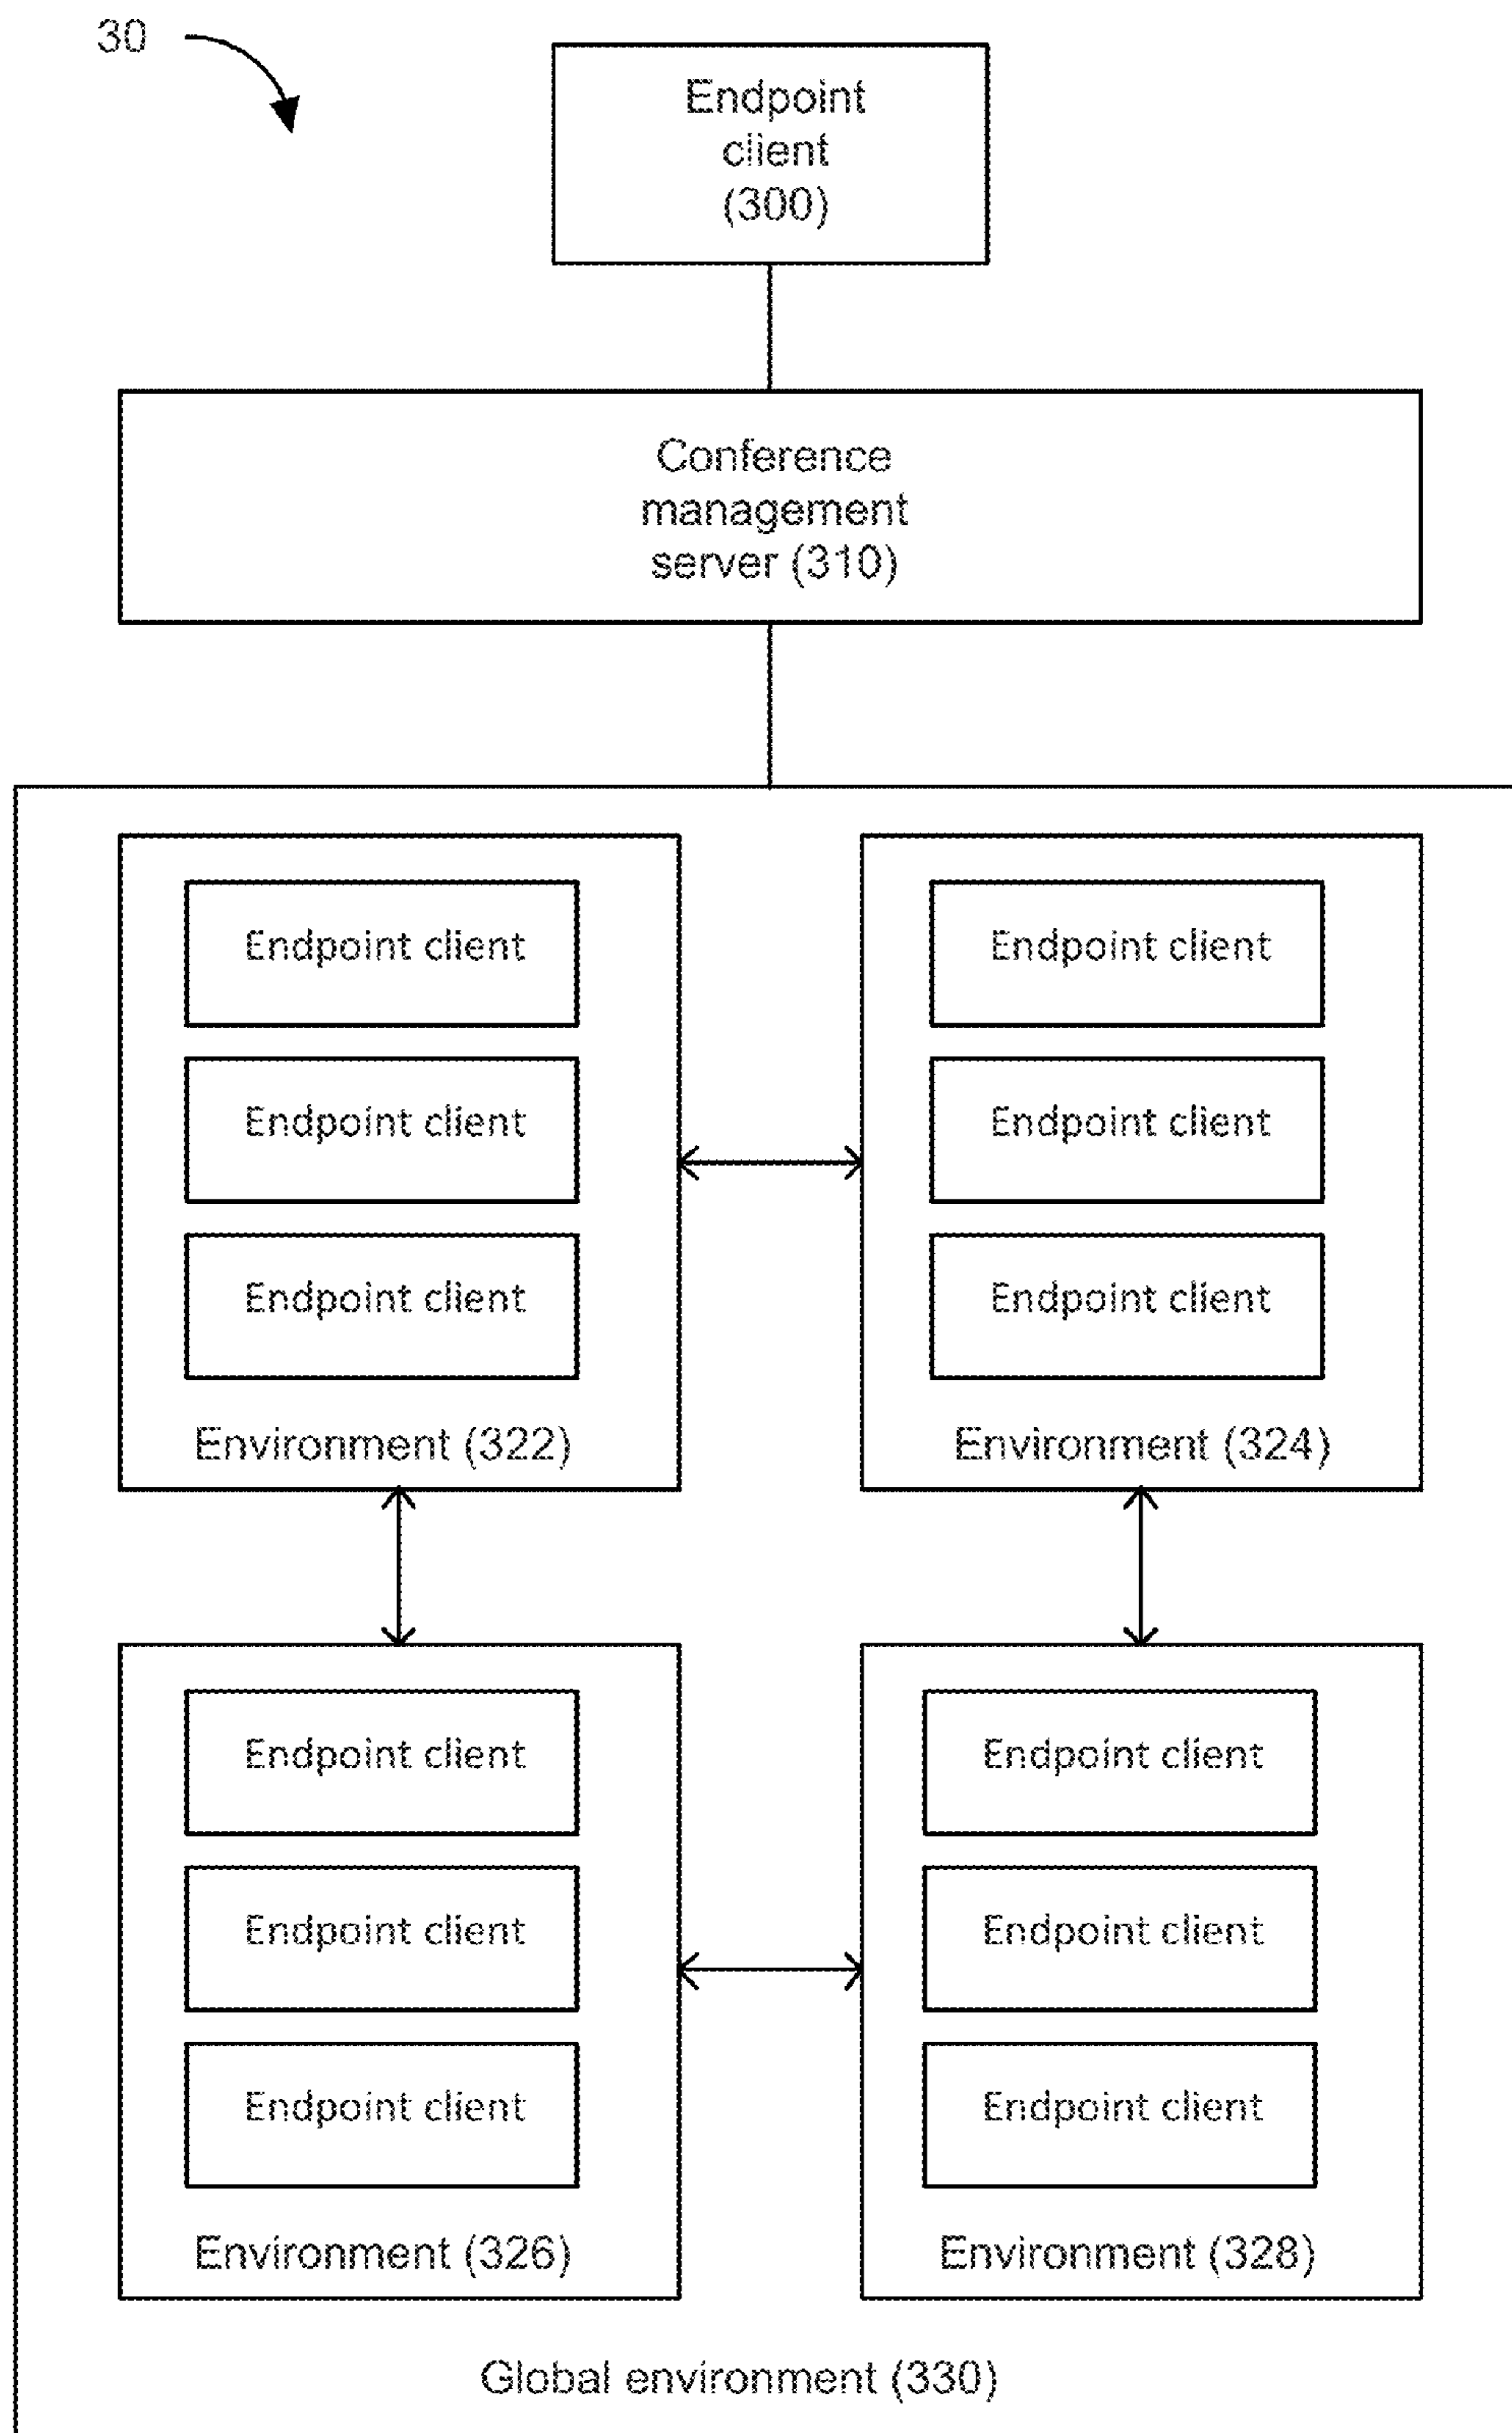 30
Endpoint
client
(300)
Conference
management
server (310)
Endpoint client
Endpoint client
Endpoint client
Environment (322)
Endpoint client
Endpoint client
Endpoint client
Environment (324)
Endpoint client
Endpoint client
Endpoint client
Environment (326)
Endpoint client
Endpoint client
Endpoint client
Environment (328)
Global environment (330)